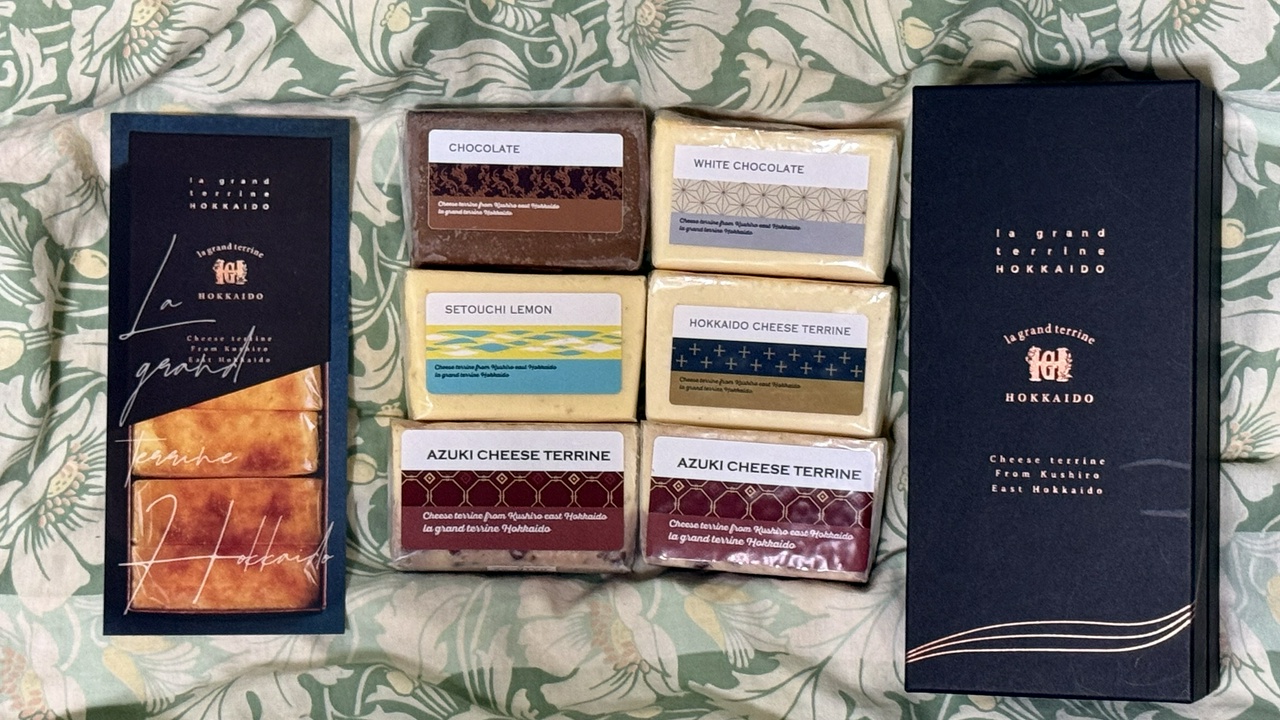 la grand
terrine
HOKKAIDO
la grand terrine
HOKKAIDO
Cheese terrine
From Kushiro
East Hokkaido
La
grand
terrine
Hokkaido
CHOCOLATE
Cheese terrine from Kushiro east Hokkaido
la grand terrine Hokkaido
WHITE CHOCOLATE
Cheese terrine from Kushiro east Hokkaido
la grand terrine Hokkaido
SETOUCHI LEMON
Cheese terrine from Kushiro east Hokkaido
la grand terrine Hokkaido
HOKKAIDO CHEESE TERRINE
Cheese terrine from Kushiro east Hokkaido
la grand terrine Hokkaido
AZUKI CHEESE TERRINE
Cheese terrine from Kushiro east Hokkaido
la grand terrine Hokkaido
AZUKI CHEESE TERRINE
Cheese terrine from Kushiro east Hokkaido
la grand terrine Hokkaido
la grand
terrine
HOKKAIDO
la grand terrine
HOKKAIDO
Cheese terrine
From Kushiro
East Hokkaido